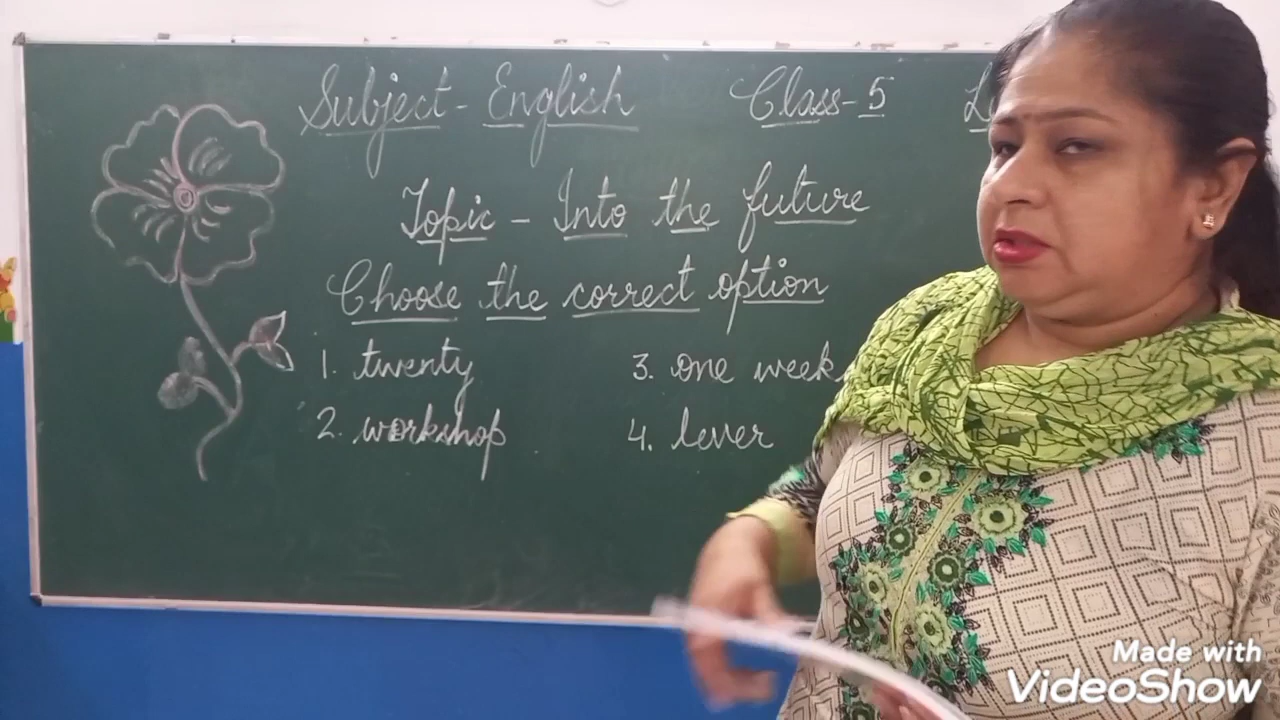 Subject - English Class - 5
Topic - Into the future
Choose the correct option
1. twenty 3. one week
2. workshop 4. lever
Made with
VideoShow